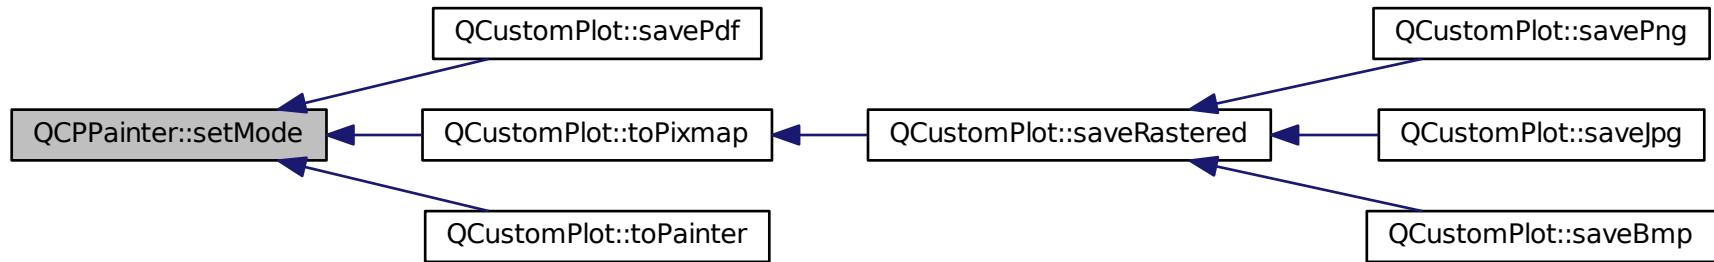 QCustomPlot::savePdf
QCustomPlot::savePng
QCPPainter::setMode
QCustomPlot::toPixmap
QCustomPlot::saveRastered
QCustomPlot::saveJpg
QCustomPlot::toPainter
QCustomPlot::saveBmp